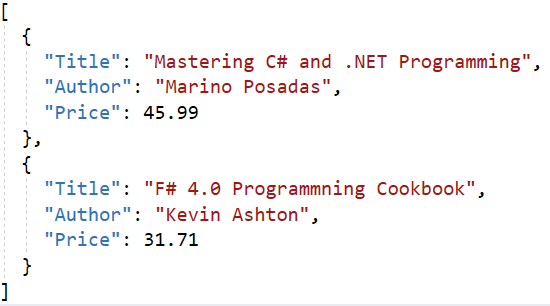 [
  {
    "Title": "Mastering C# and .NET Programming",
    "Author": "Marino Posadas",
    "Price": 45.99
  },
  {
    "Title": "F# 4.0 Programmning Cookbook",
    "Author": "Kevin Ashton",
    "Price": 31.71
  }
]